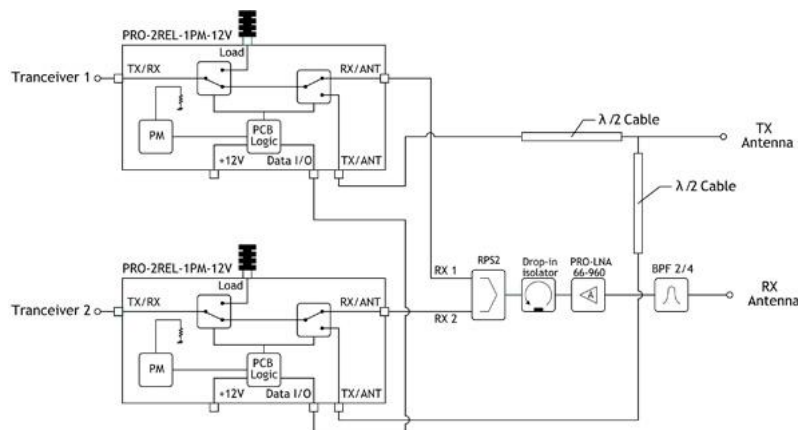 PRO-2REL-1PM-12V
Load
TX/RX
RX/ANT
Tranceiver 1
PM
PCB
Logic
+12V
Data I/O
TX/ANT
λ/2 Cable
TX
Antenna
λ/2 Cable
PRO-2REL-1PM-12V
Load
TX/RX
RX/ANT
Tranceiver 2
PM
PCB
Logic
+12V
Data I/O
TX/ANT
RX 1
RX 2
RPS2
Drop-in
isolator
PRO-LNA
66-960
A
BPF 2/4
RX
Antenna